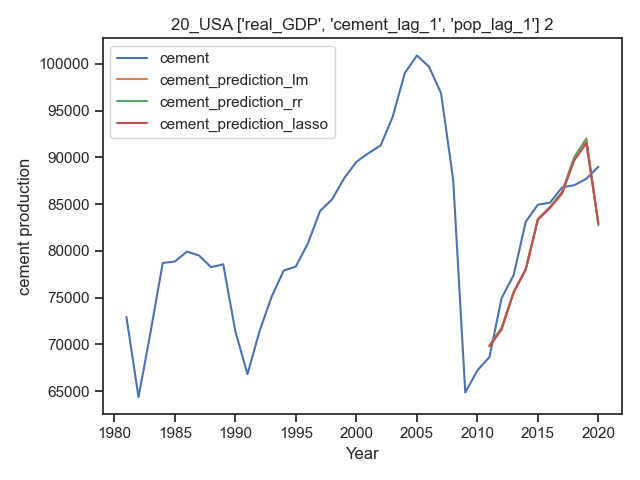 20_USA ['real_GDP', 'cement_lag_1', 'pop_lag_1'] 2
cement
cement_prediction_lm
cement_prediction_rr
cement_prediction_lasso
cement production
100000
95000
90000
85000
80000
75000
70000
65000
1980 1985 1990 1995 2000 2005 2010 2015 2020
Year